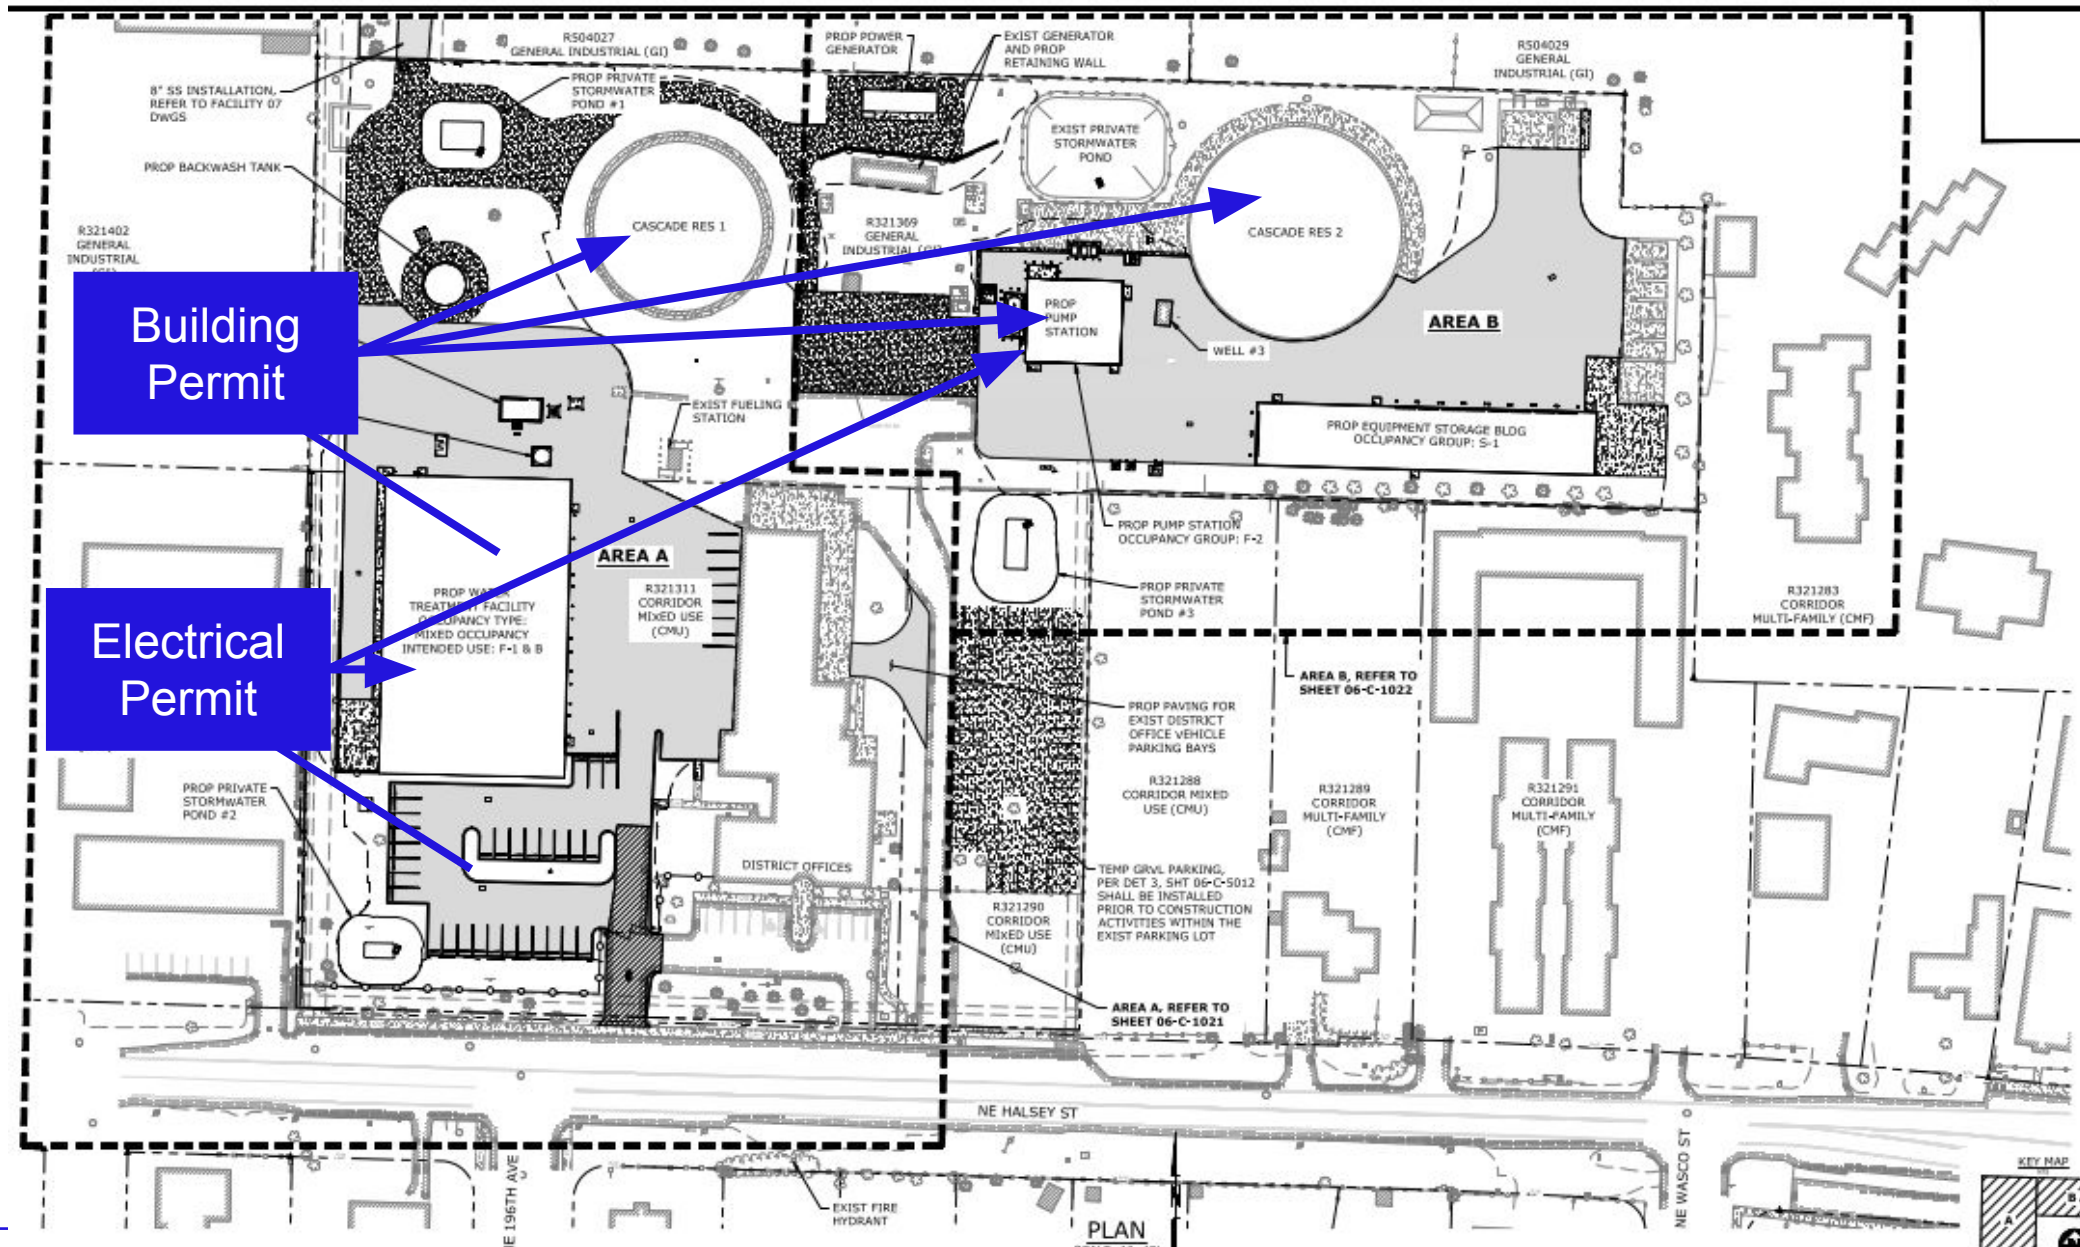 R504027
GENERAL INDUSTRIAL (GI)
PROP POWER
GENERATOR
EXIST GENERATOR
AND PROP
RETAINING WALL
R504029
GENERAL
INDUSTRIAL (GI)
8" SS INSTALLATION,
REFER TO FACILITY 07
DWGS
PROP PRIVATE
STORMWATER
POND #1
EXIST PRIVATE
STORMWATER
POND
PROP BACKWASH TANK
R321402
GENERAL
INDUSTRIAL
CASCADE RES 1
R321369
GENERAL
INDUSTRIAL (GI)
CASCADE RES 2
Building
Permit
PROP
PUMP
STATION
WELL #3
AREA B
EXIST FUELING
STATION
PROP EQUIPMENT STORAGE BLDG
OCCUPANCY GROUP: S-1
PROP PUMP STATION
OCCUPANCY GROUP: F-2
AREA A
R321311
CORRIDOR
MIXED USE
(CMU)
PROP WATER
TREATMENT FACILITY
OCCUPANCY TYPE:
MIXED OCCUPANCY
INTENDED USE: F-1 & B
PROP PRIVATE
STORMWATER
POND #3
R321283
CORRIDOR
MULTI-FAMILY (CMF)
Electrical
Permit
AREA B, REFER TO
SHEET 06-C-1022
PROP PAVING FOR
EXIST DISTRICT
OFFICE VEHICLE
PARKING BAYS
PROP PRIVATE
STORMWATER
POND #2
R321288
CORRIDOR MIXED
USE (CMU)
R321289
CORRIDOR
MULTI-FAMILY
(CMF)
R321291
CORRIDOR
MULTI-FAMILY
(CMF)
DISTRICT OFFICES
TEMP GRVL PARKING,
PER DET 3, SHT 06-C-5012
SHALL BE INSTALLED
PRIOR TO CONSTRUCTION
ACTIVITIES WITHIN THE
EXIST PARKING LOT
R321290
CORRIDOR
MIXED USE
(CMU)
AREA A, REFER TO
SHEET 06-C-1021
NE HALSEY ST
NE 196TH AVE
NE WASCO ST
EXIST FIRE
HYDRANT
PLAN
KEY MAP
A
B